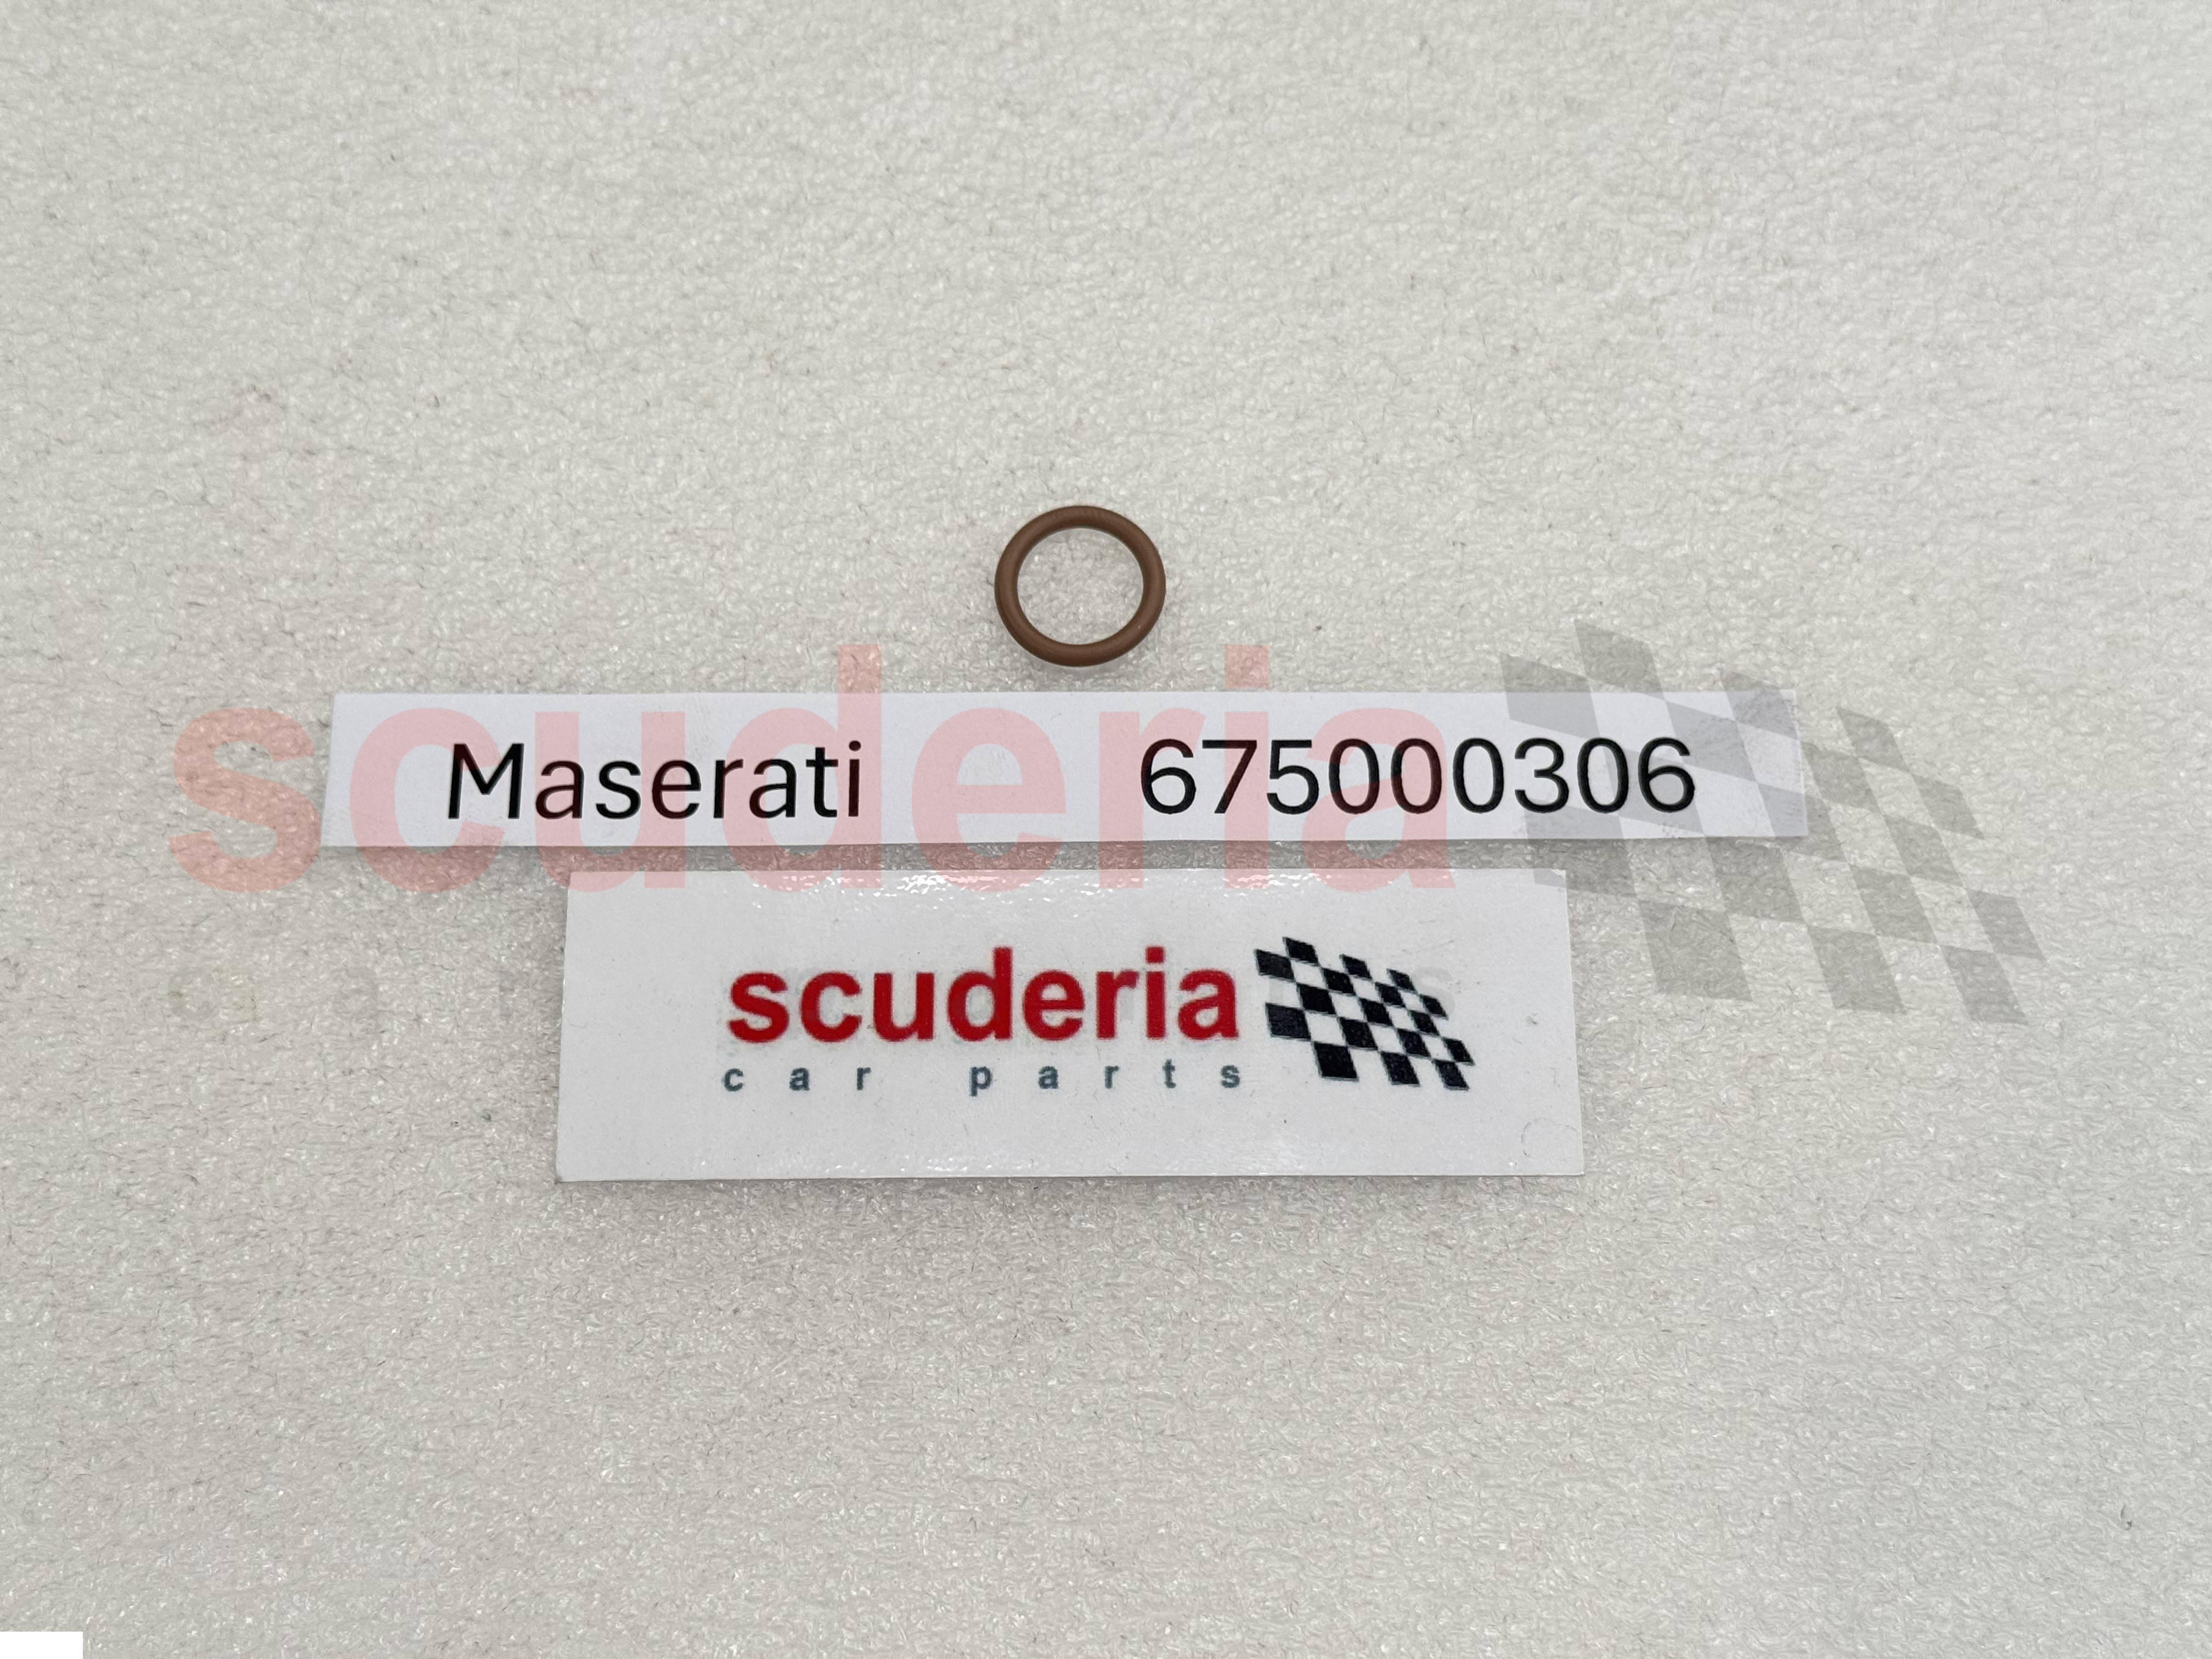 Maserati 675000306
scuderia
scuderia
car parts